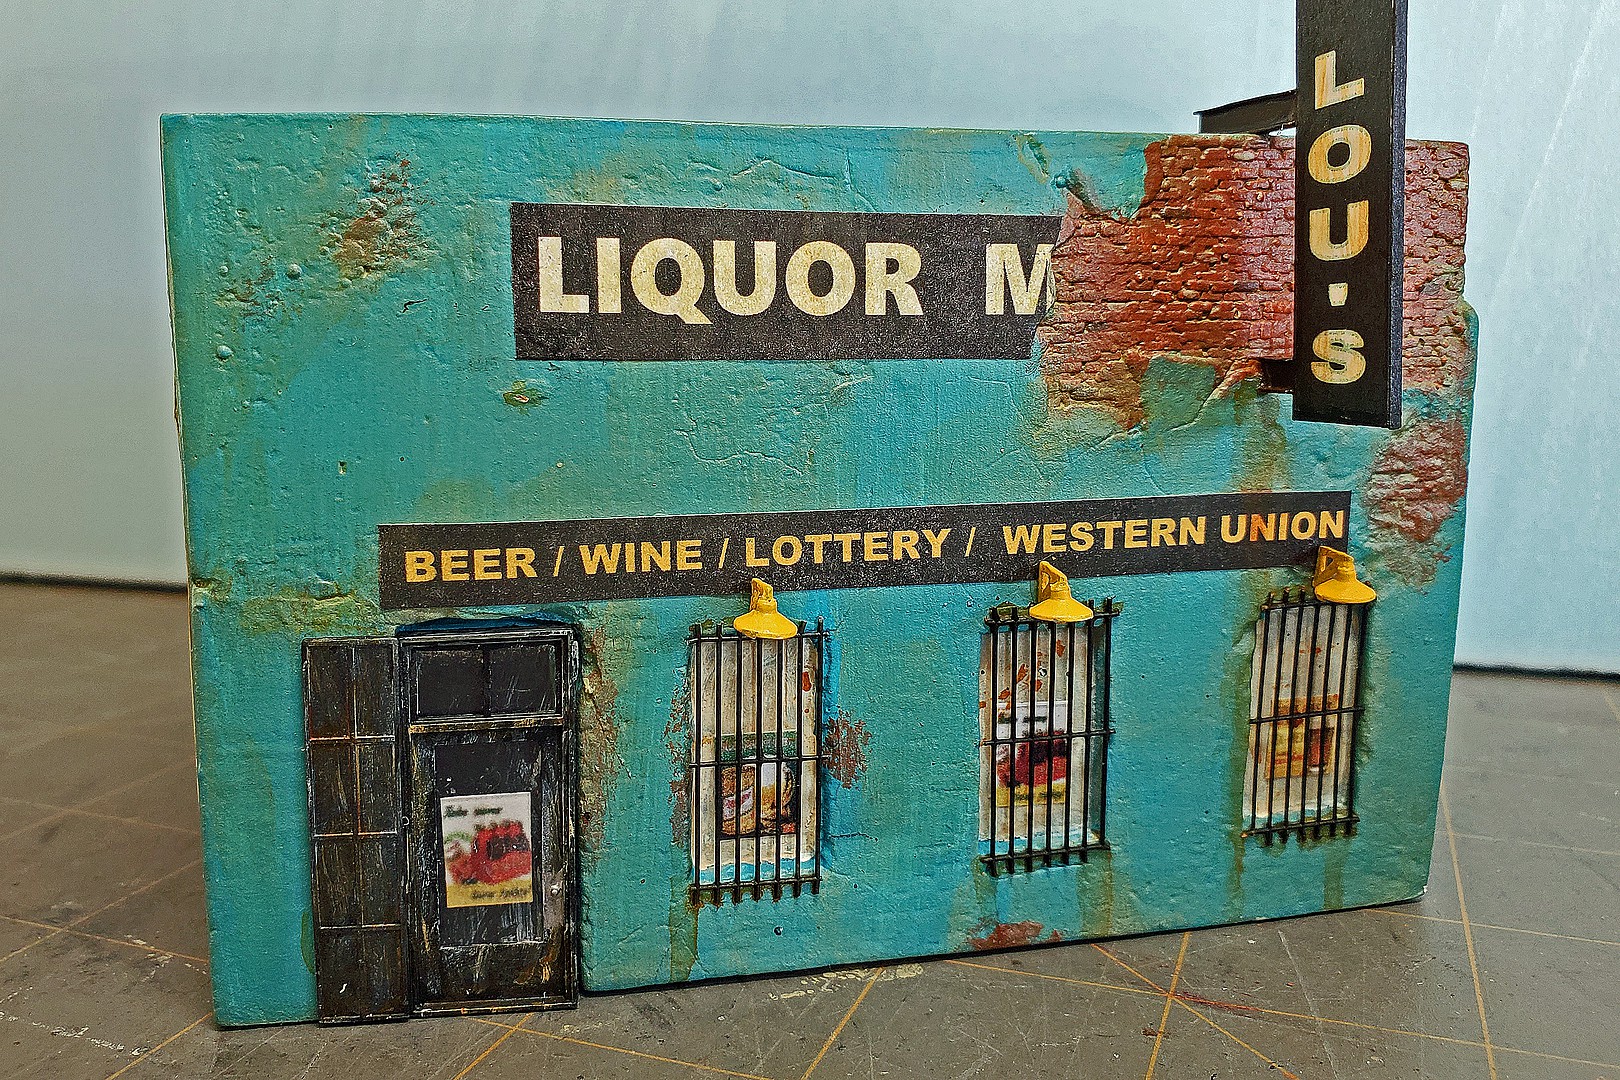 LIQUOR M
LOU'S
BEER / WINE / LOTTERY / WESTERN UNION